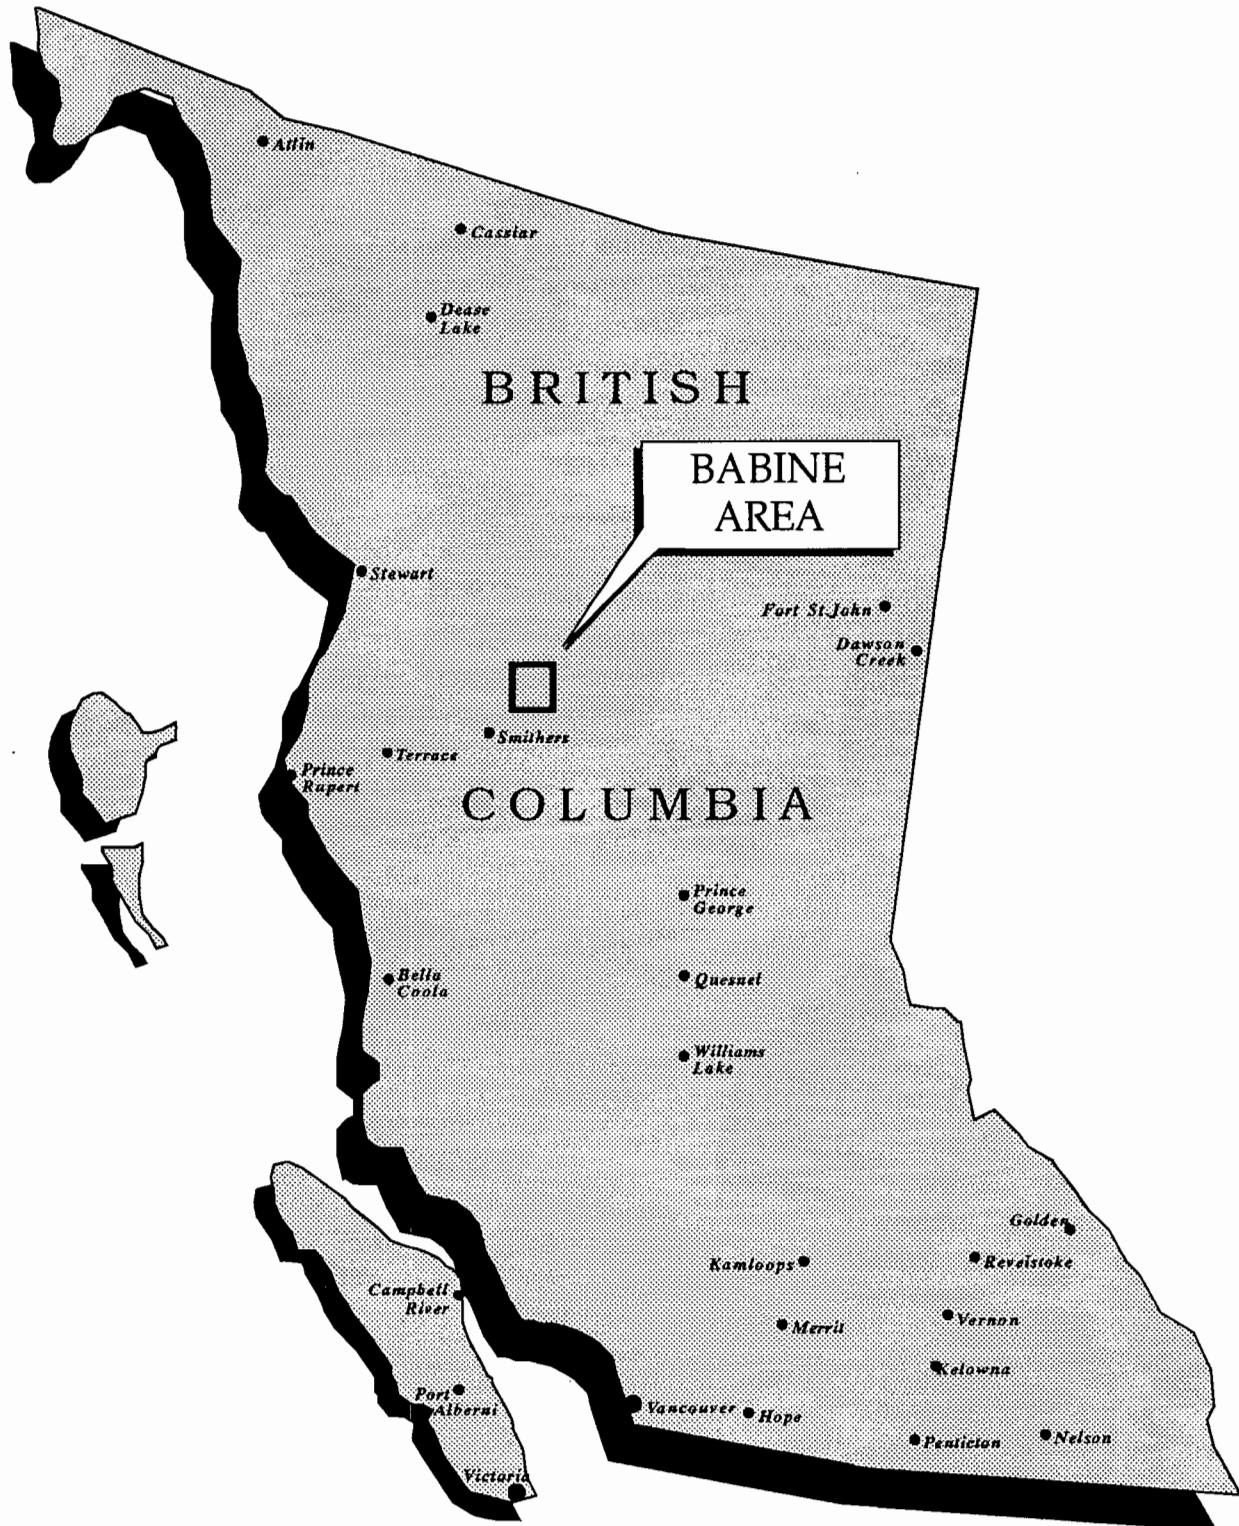 Atlin
Cassiar
Dease
Lake
BRITISH
BABINE
AREA
Stewart
Fort St.John
Dawson
Creek
Smithers
Terrace
Prince
Rupert
COLUMBIA
Prince
George
Bella
Coola
Quesnel
Williams
Lake
Golden
Kamloops
Revelstoke
Campbell
River
Merrit
Vernon
Kelowna
Port
Alberni
Vancouver
Hope
Penticton
Nelson
Victoria